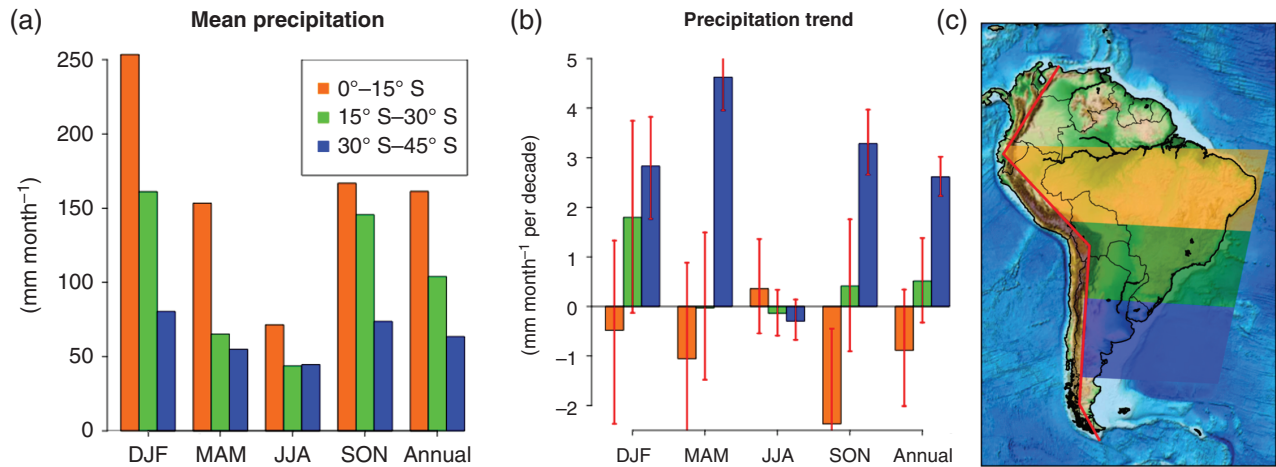 (a)
Mean precipitation
(mm month⁻¹)
250
200
150
100
50
0
0°–15° S
15° S–30° S
30° S–45° S
DJF MAM JJA SON Annual
(b)
Precipitation trend
(mm month⁻¹ per decade)
5
4
3
2
1
0
−1
−2
DJF MAM JJA SON Annual
(c)